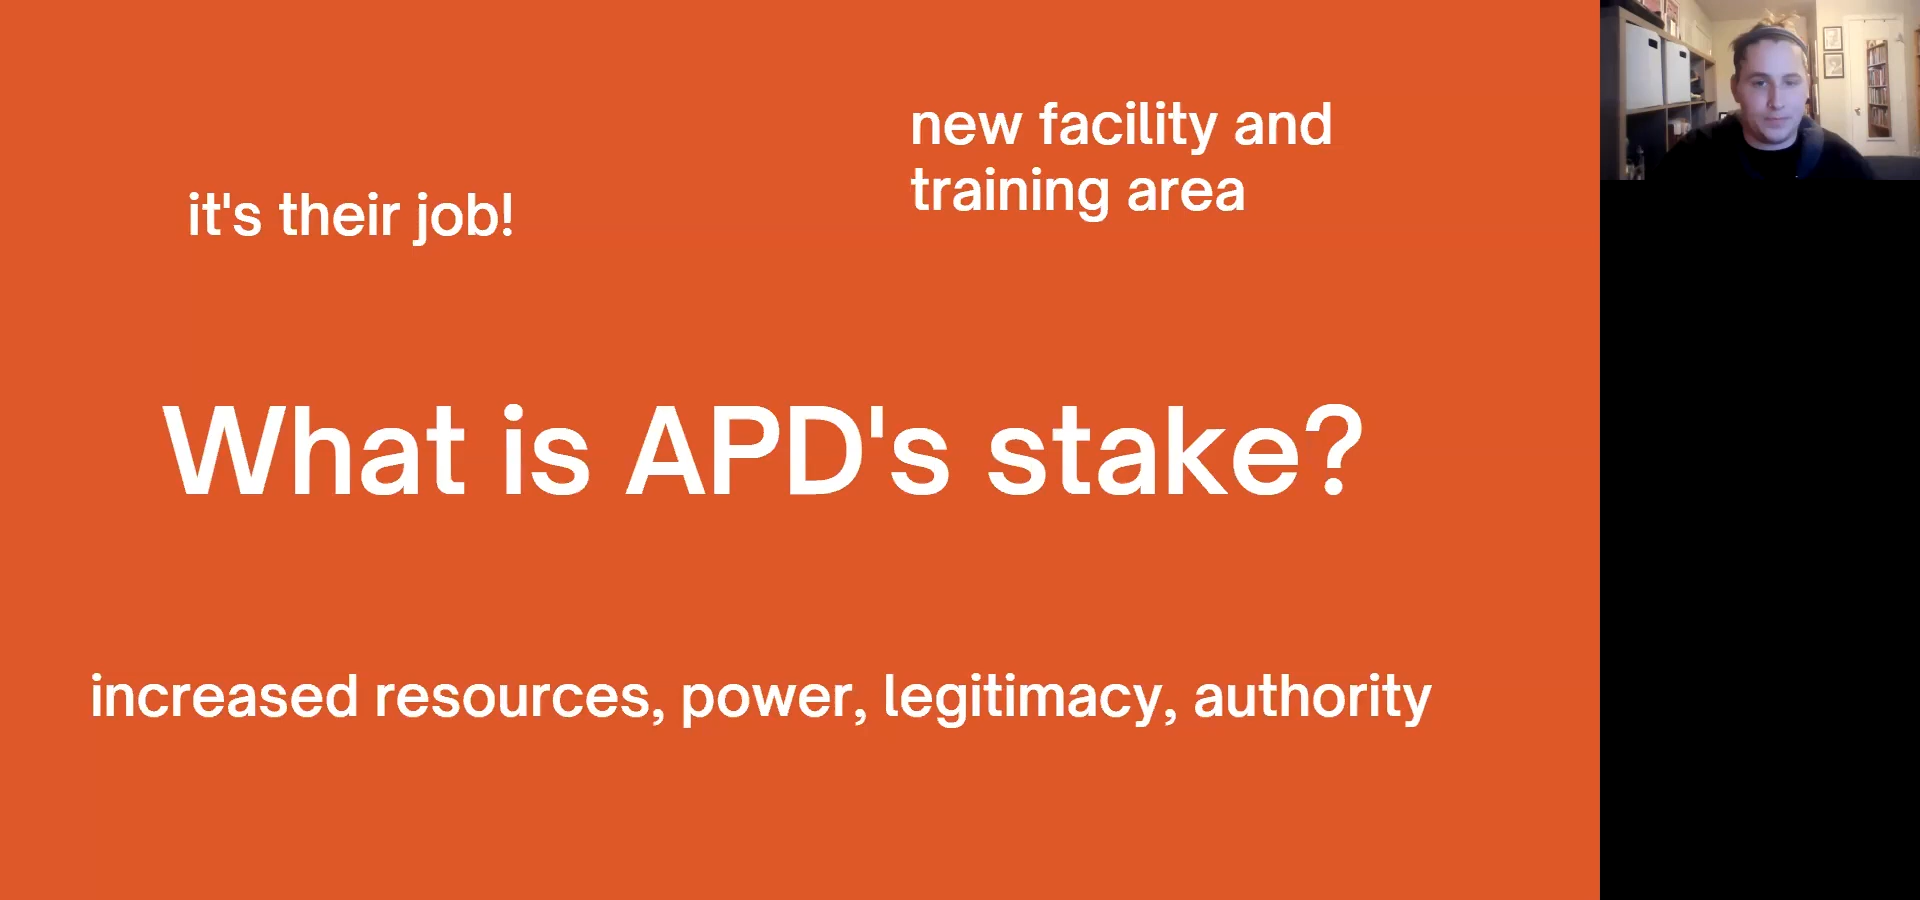 new facility and
training area
it's their job!
What is APD's stake?
increased resources, power, legitimacy, authority